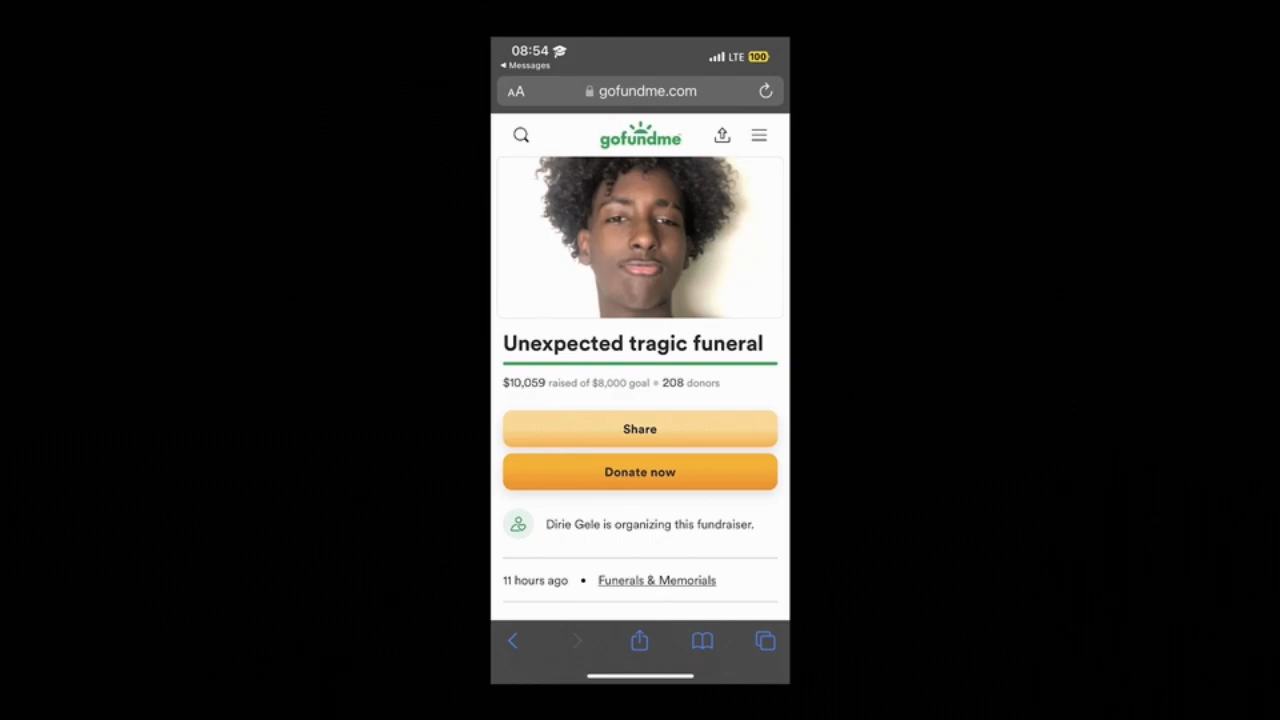 08:54
◀ Messages
LTE 100
AA
gofundme.com
gofundme
Unexpected tragic funeral
$10,059 raised of $8,000 goal • 208 donors
Share
Donate now
Dirie Gele is organizing this fundraiser.
11 hours ago • Funerals & Memorials